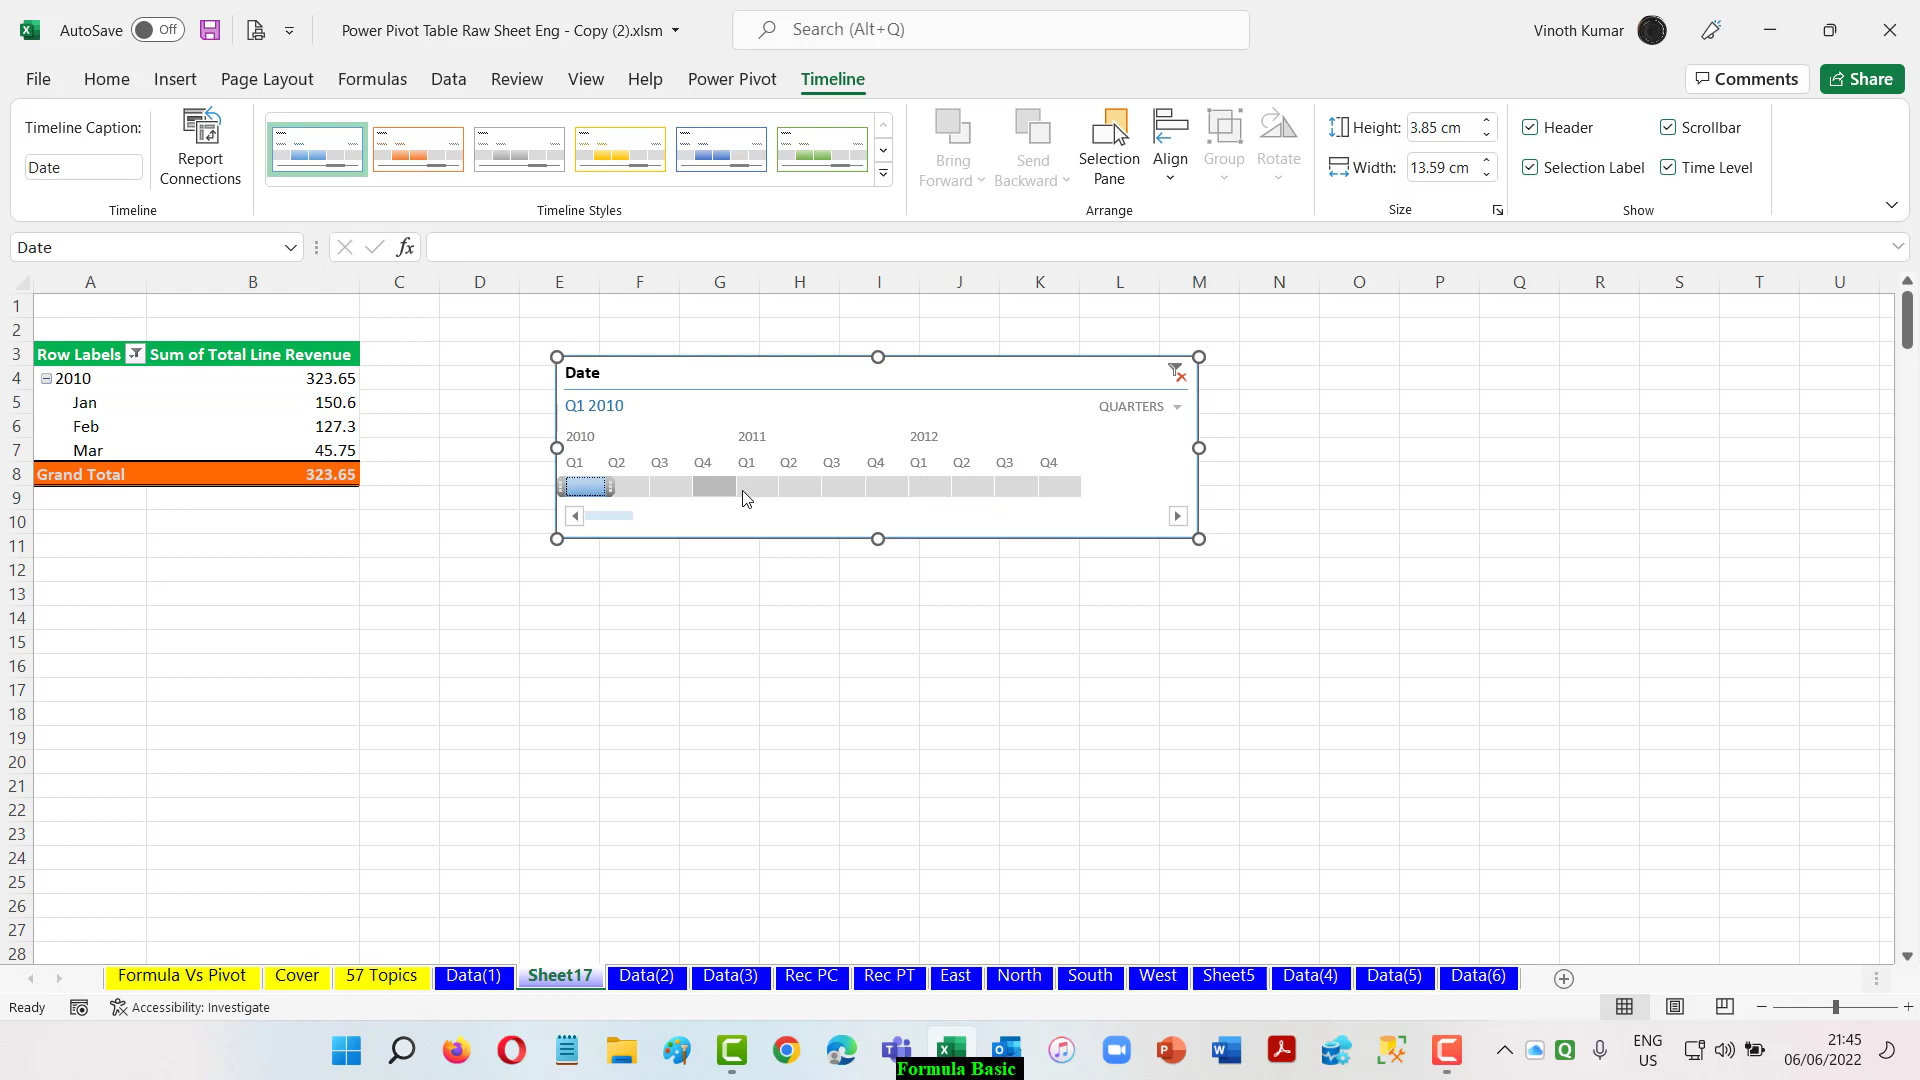 AutoSave Off Power Pivot Table Raw Sheet Eng - Copy (2).xlsm Search (Alt+Q) Vinoth Kumar
File Home Insert Page Layout Formulas Data Review View Help Power Pivot Timeline Comments Share
Timeline Caption:
Date
Report Connections
Timeline
Timeline Styles
Bring Forward Send Backward Selection Pane Align Group Rotate
Arrange
Height: 3.85 cm
Width: 13.59 cm
Size
Header Scrollbar
Selection Label Time Level
Show
Date fx
A B C D E F G H I J K L M N O P Q R S T U
1
2
3 Row Labels Sum of Total Line Revenue
4 2010 323.65
5 Jan 150.6
6 Feb 127.3
7 Mar 45.75
8 Grand Total 323.65
9
10
11
12
13
14
15
16
17
18
19
20
21
22
23
24
25
26
27
28
Date
Q1 2010 QUARTERS
2010 2011 2012
Q1 Q2 Q3 Q4 Q1 Q2 Q3 Q4 Q1 Q2 Q3 Q4
Formula Vs Pivot Cover 57 Topics Data(1) Sheet17 Data(2) Data(3) Rec PC Rec PT East North South West Sheet5 Data(4) Data(5) Data(6)
Ready Accessibility: Investigate
ENG
US
21:45
06/06/2022
Formula Basic